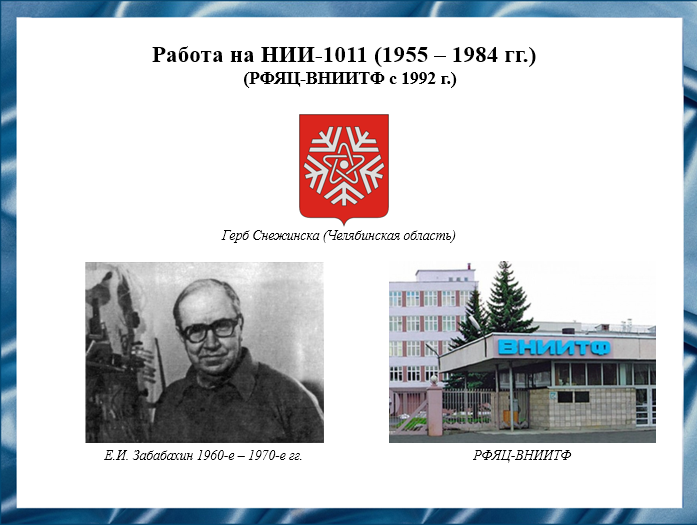 Работа на НИИ-1011 (1955 – 1984 гг.)
(РФЯЦ-ВНИИТФ с 1992 г.)
Герб Снежинска (Челябинская область)
ВНИИТФ
Е.И. Забабахин 1960-е – 1970-е гг.
РФЯЦ-ВНИИТФ